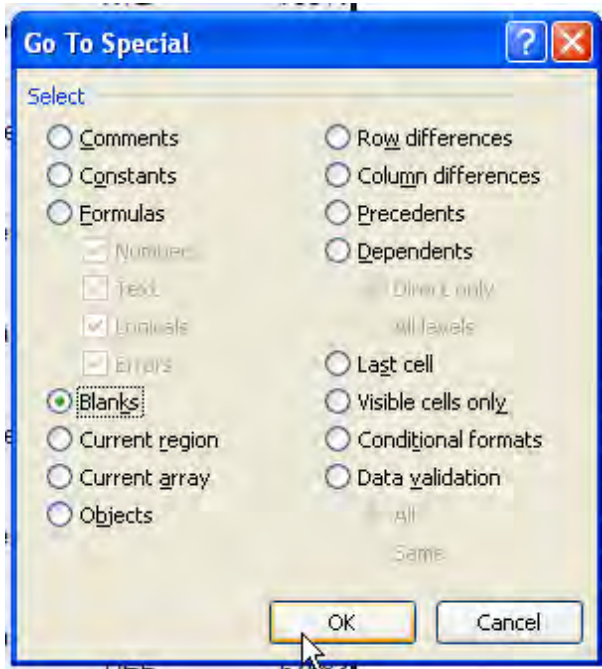 Go To Special
Select
Comments
Constants
Formulas
Numbers
Text
Logicals
Errors
Blanks
Current region
Current array
Objects
Row differences
Column differences
Precedents
Dependents
Direct only
All levels
Last cell
Visible cells only
Conditional formats
Data validation
All
Same
OK
Cancel